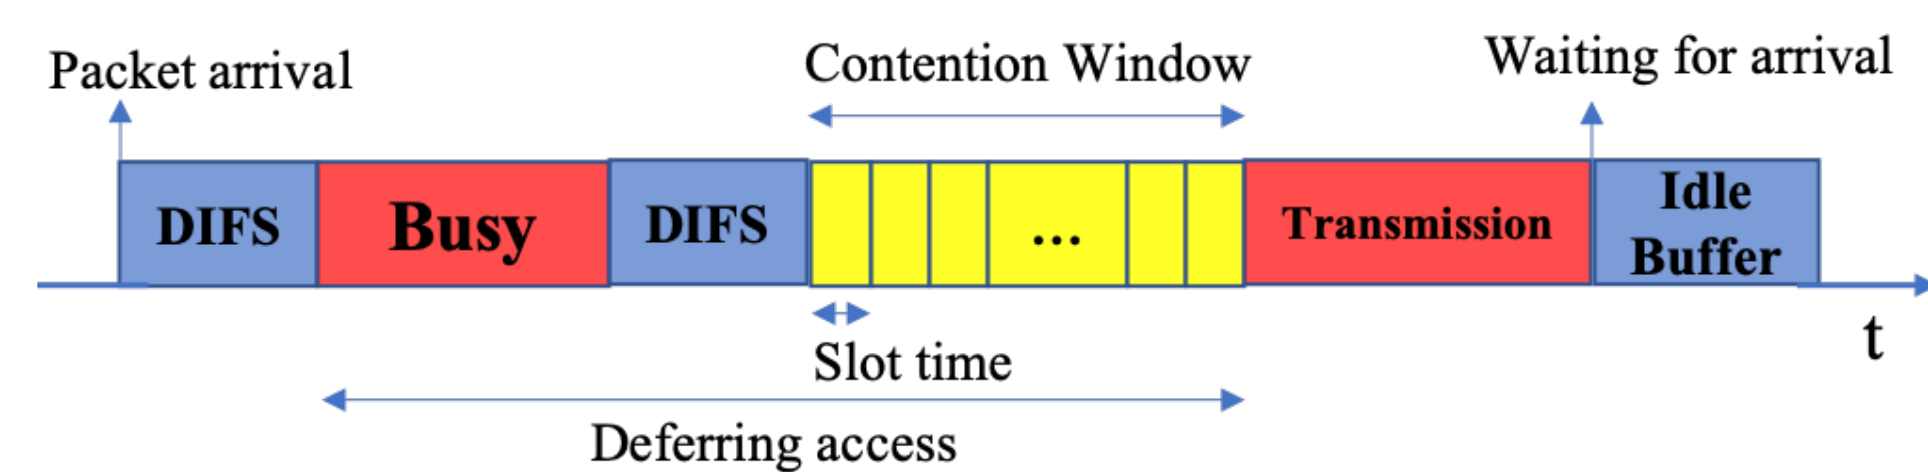 Packet arrival
Contention Window
Waiting for arrival
DIFS
Busy
DIFS
...
Transmission
Idle
Buffer
Slot time
t
Deferring access